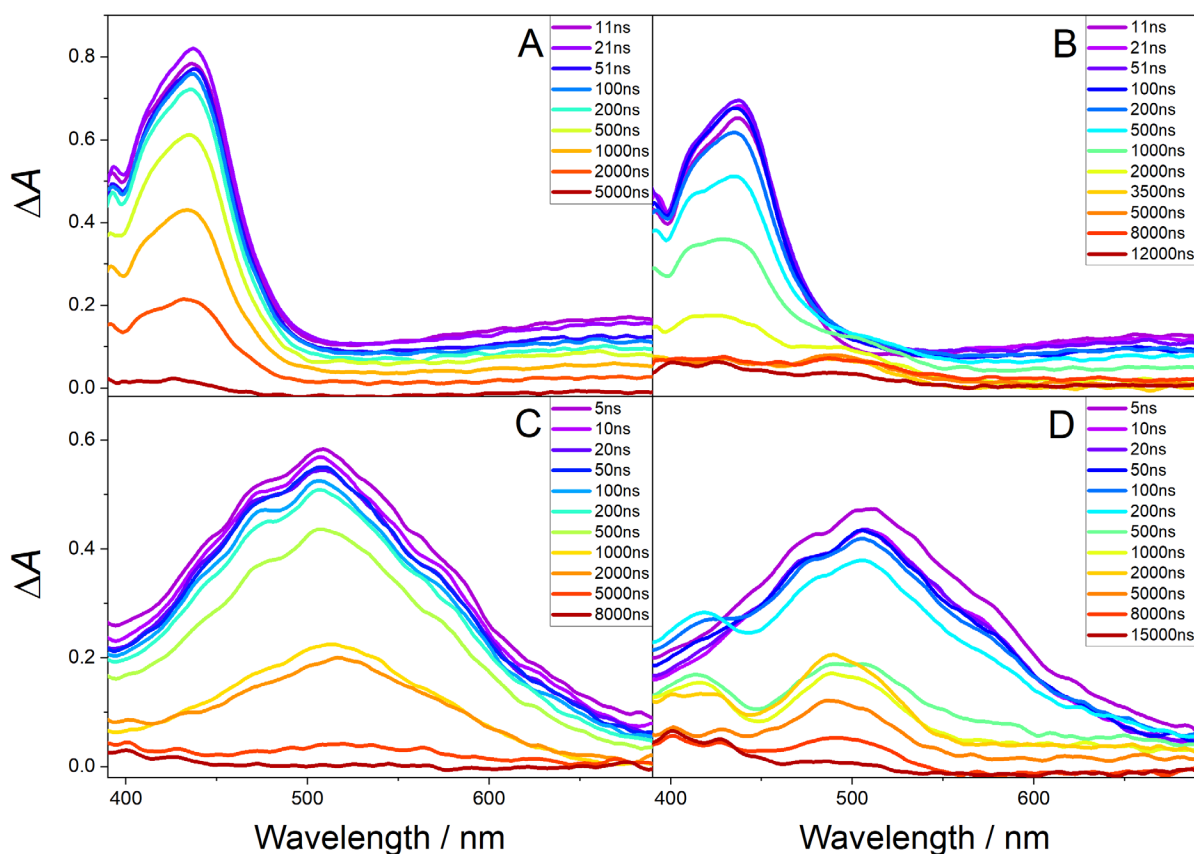 A
11ns
21ns
51ns
100ns
200ns
500ns
1000ns
2000ns
5000ns
0.8
0.6
0.4
0.2
0.0
ΔA
B
11ns
21ns
51ns
100ns
200ns
500ns
1000ns
2000ns
3500ns
5000ns
8000ns
12000ns
C
5ns
10ns
20ns
50ns
100ns
200ns
500ns
1000ns
2000ns
5000ns
8000ns
0.6
0.4
0.2
0.0
ΔA
400 500 600
Wavelength / nm
D
5ns
10ns
20ns
50ns
100ns
200ns
500ns
1000ns
2000ns
5000ns
8000ns
15000ns
400 500 600
Wavelength / nm